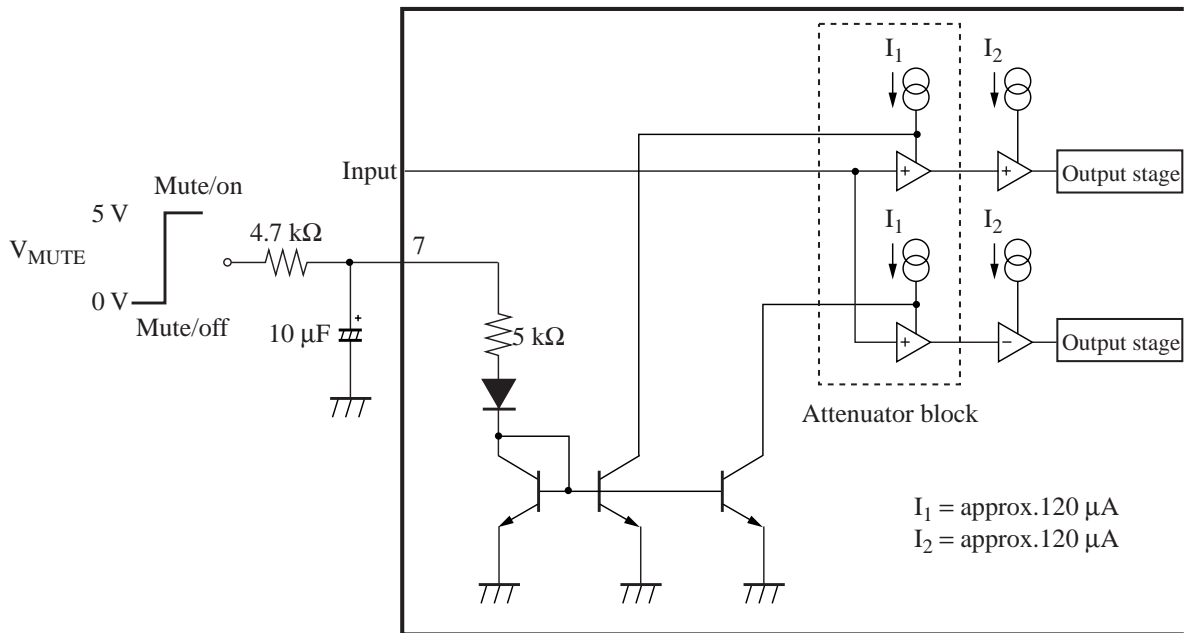 I1
I2
Input
+
+
Output stage
Mute/on
5 V
4.7 kΩ
7
VMUTE
I1
I2
0 V
Mute/off
10 µF
+
5 kΩ
+
−
Output stage
Attenuator block
I1 = approx.120 µA
I2 = approx.120 µA